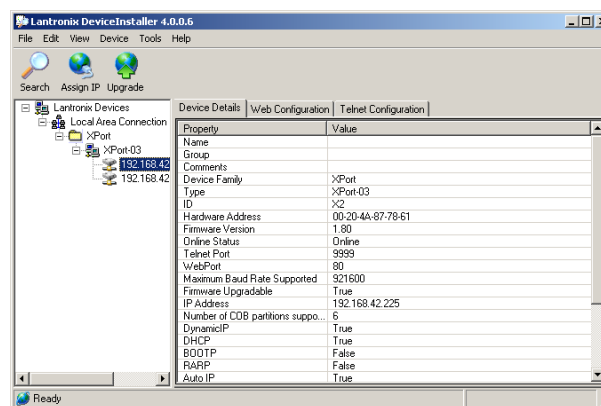 Lantronix DeviceInstaller 4.0.0.6
File Edit View Device Tools Help
Search Assign IP Upgrade
Lantronix Devices
Local Area Connection
XPort
XPort-03
192.168.42
192.168.42
Device Details Web Configuration Telnet Configuration
Property Value
Name
Group
Comments
Device Family XPort
Type XPort-03
ID X2
Hardware Address 00-20-4A-87-78-61
Firmware Version 1.80
Online Status Online
Telnet Port 9999
WebPort 80
Maximum Baud Rate Supported 921600
Firmware Upgradable True
IP Address 192.168.42.225
Number of COB partitions suppo... 6
DynamicIP True
DHCP True
BOOTP False
RARP False
Auto IP True
Ready